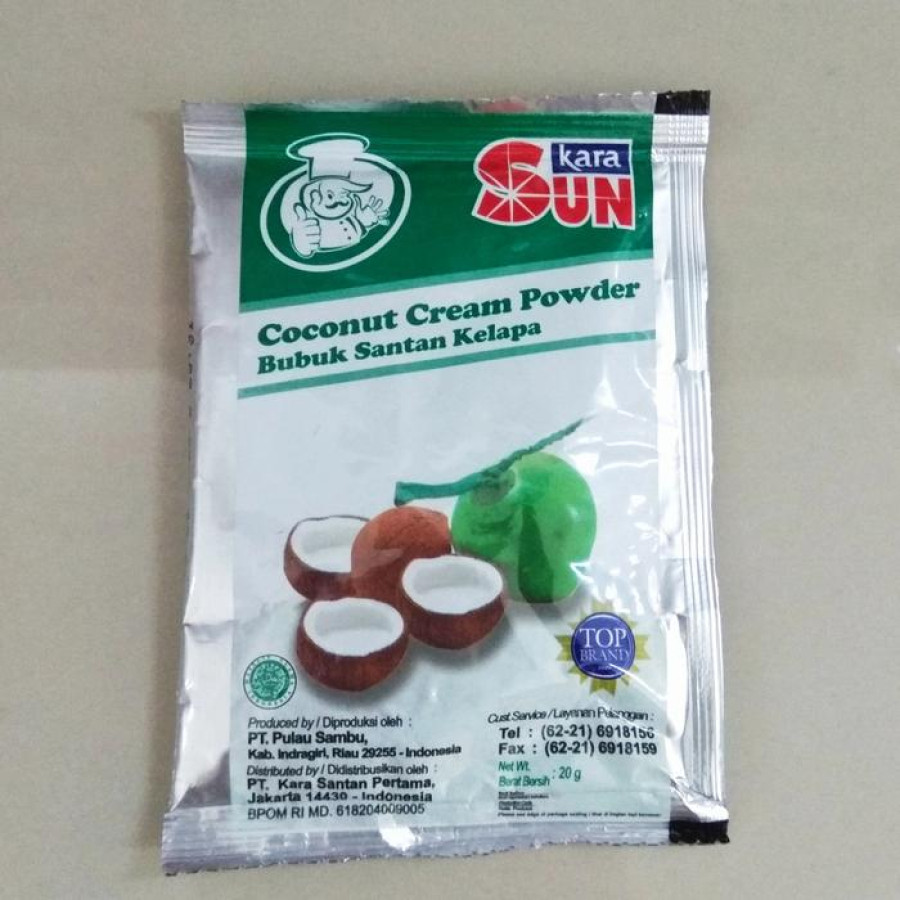 kara
SUN
Coconut Cream Powder
Bubuk Santan Kelapa
TOP
BRAND
Produced by / Diproduksi oleh :
PT. Pulau Sambu,
Kab. Indragiri, Riau 29255 - Indonesia
Distributed by / Didistribusikan oleh :
PT. Kara Santan Pertama,
Jakarta 14430 - Indonesia
BPOM RI MD. 618204009005
Cust.Service / Layanan Pelanggan :
Tel : (62-21) 6918156
Fax : (62-21) 6918159
Net Wt.
Berat Bersih : 20 g